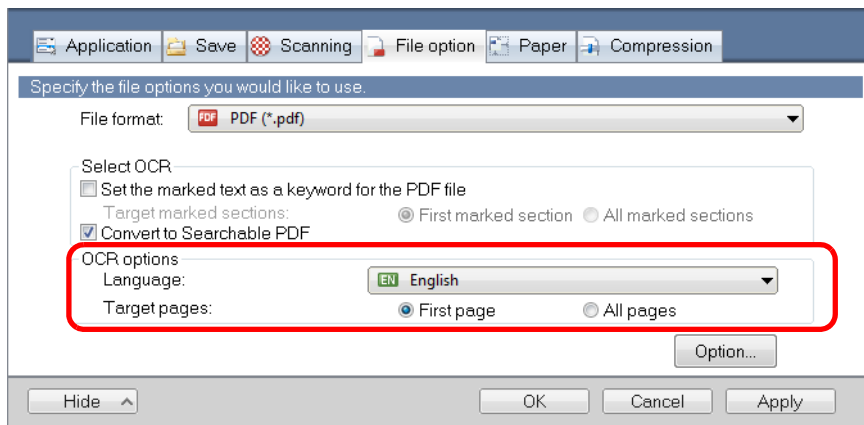 Application Save Scanning File option Paper Compression
Specify the file options you would like to use.
File format: PDF PDF (*.pdf)
Select OCR
Set the marked text as a keyword for the PDF file
Target marked sections: First marked section All marked sections
Convert to Searchable PDF
OCR options
Language: EN English
Target pages: First page All pages
Option...
Hide OK Cancel Apply